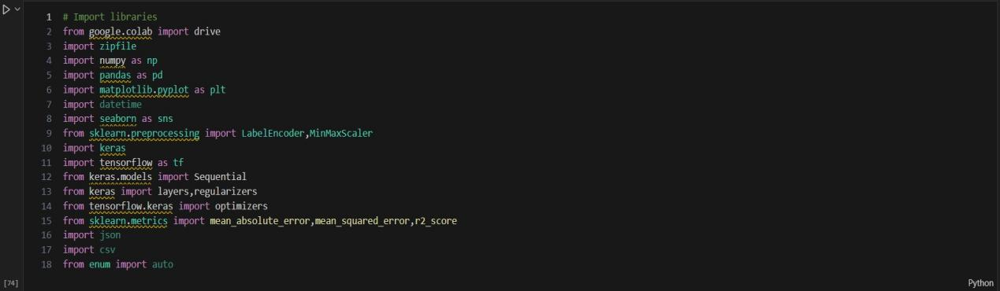 1 # Import libraries
2 from google.colab import drive
3 import zipfile
4 import numpy as np
5 import pandas as pd
6 import matplotlib.pyplot as plt
7 import datetime
8 import seaborn as sns
9 from sklearn.preprocessing import LabelEncoder,MinMaxScaler
10 import keras
11 import tensorflow as tf
12 from keras.models import Sequential
13 from keras import layers,regularizers
14 from tensorflow.keras import optimizers
15 from sklearn.metrics import mean_absolute_error,mean_squared_error,r2_score
16 import json
17 import csv
18 from enum import auto
[74] Python